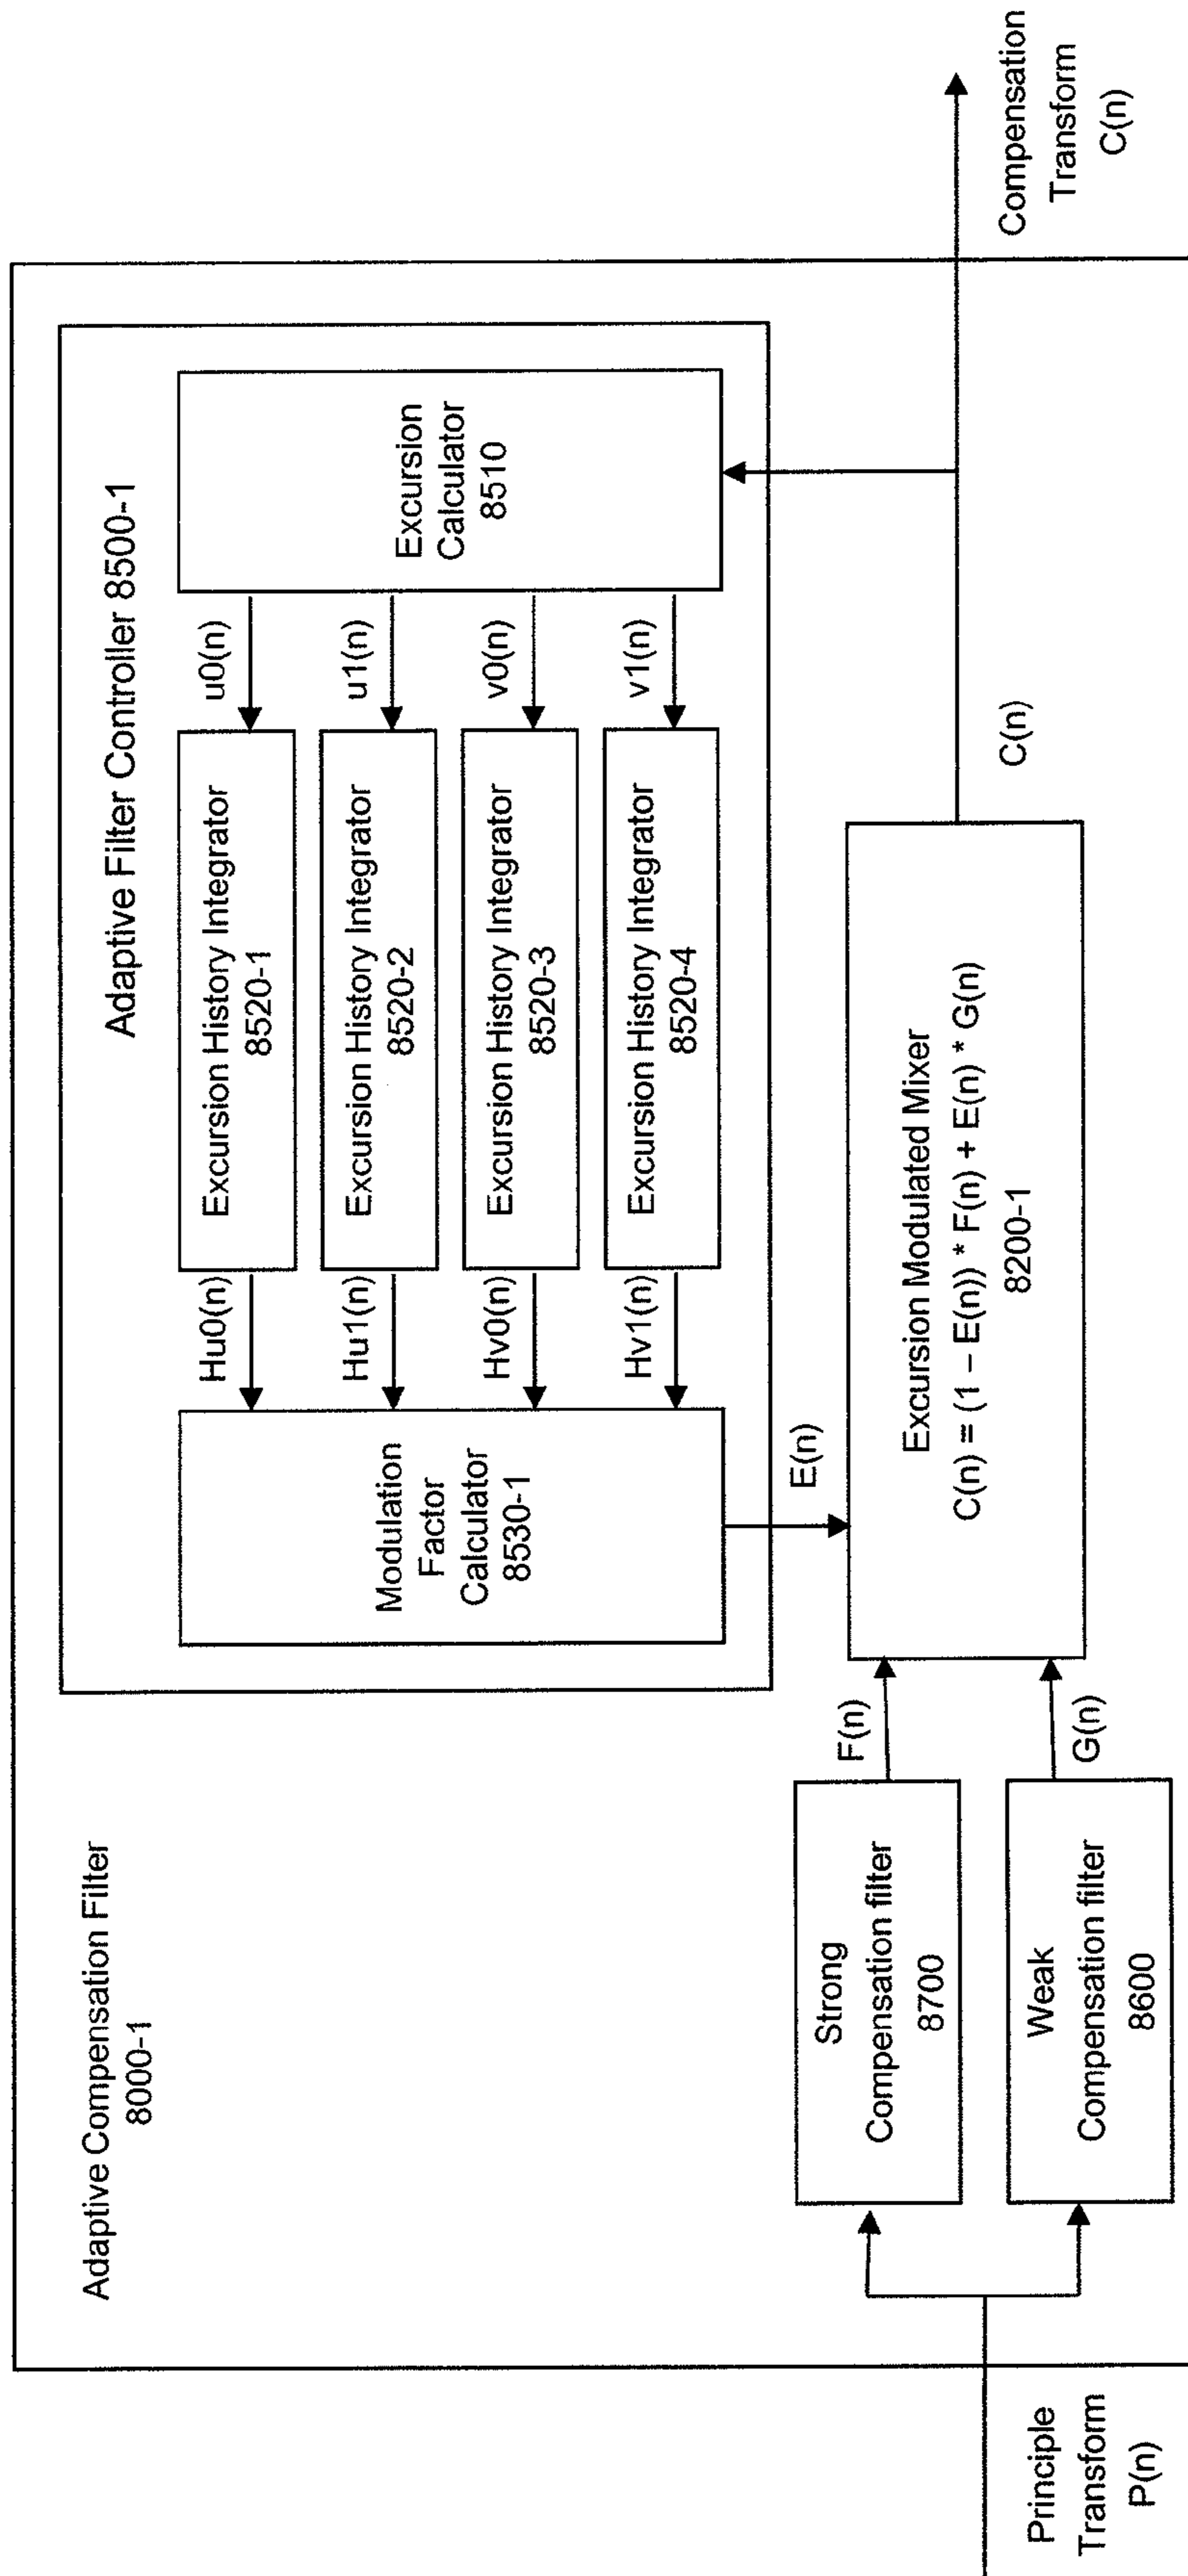 Adaptive Compensation Filter
8000-1
Adaptive Filter Controller 8500-1
Modulation
Factor
Calculator
8530-1
Hu0(n)
Hu1(n)
Hv0(n)
Hv1(n)
Excursion History Integrator
8520-1
Excursion History Integrator
8520-2
Excursion History Integrator
8520-3
Excursion History Integrator
8520-4
u0(n)
u1(n)
v0(n)
v1(n)
Excursion
Calculator
8510
E(n)
Principle
Transform
P(n)
Strong
Compensation filter
8700
Weak
Compensation filter
8600
F(n)
G(n)
Excursion Modulated Mixer
C(n) = (1 – E(n)) * F(n) + E(n) * G(n)
8200-1
C(n)
Compensation
Transform
C(n)